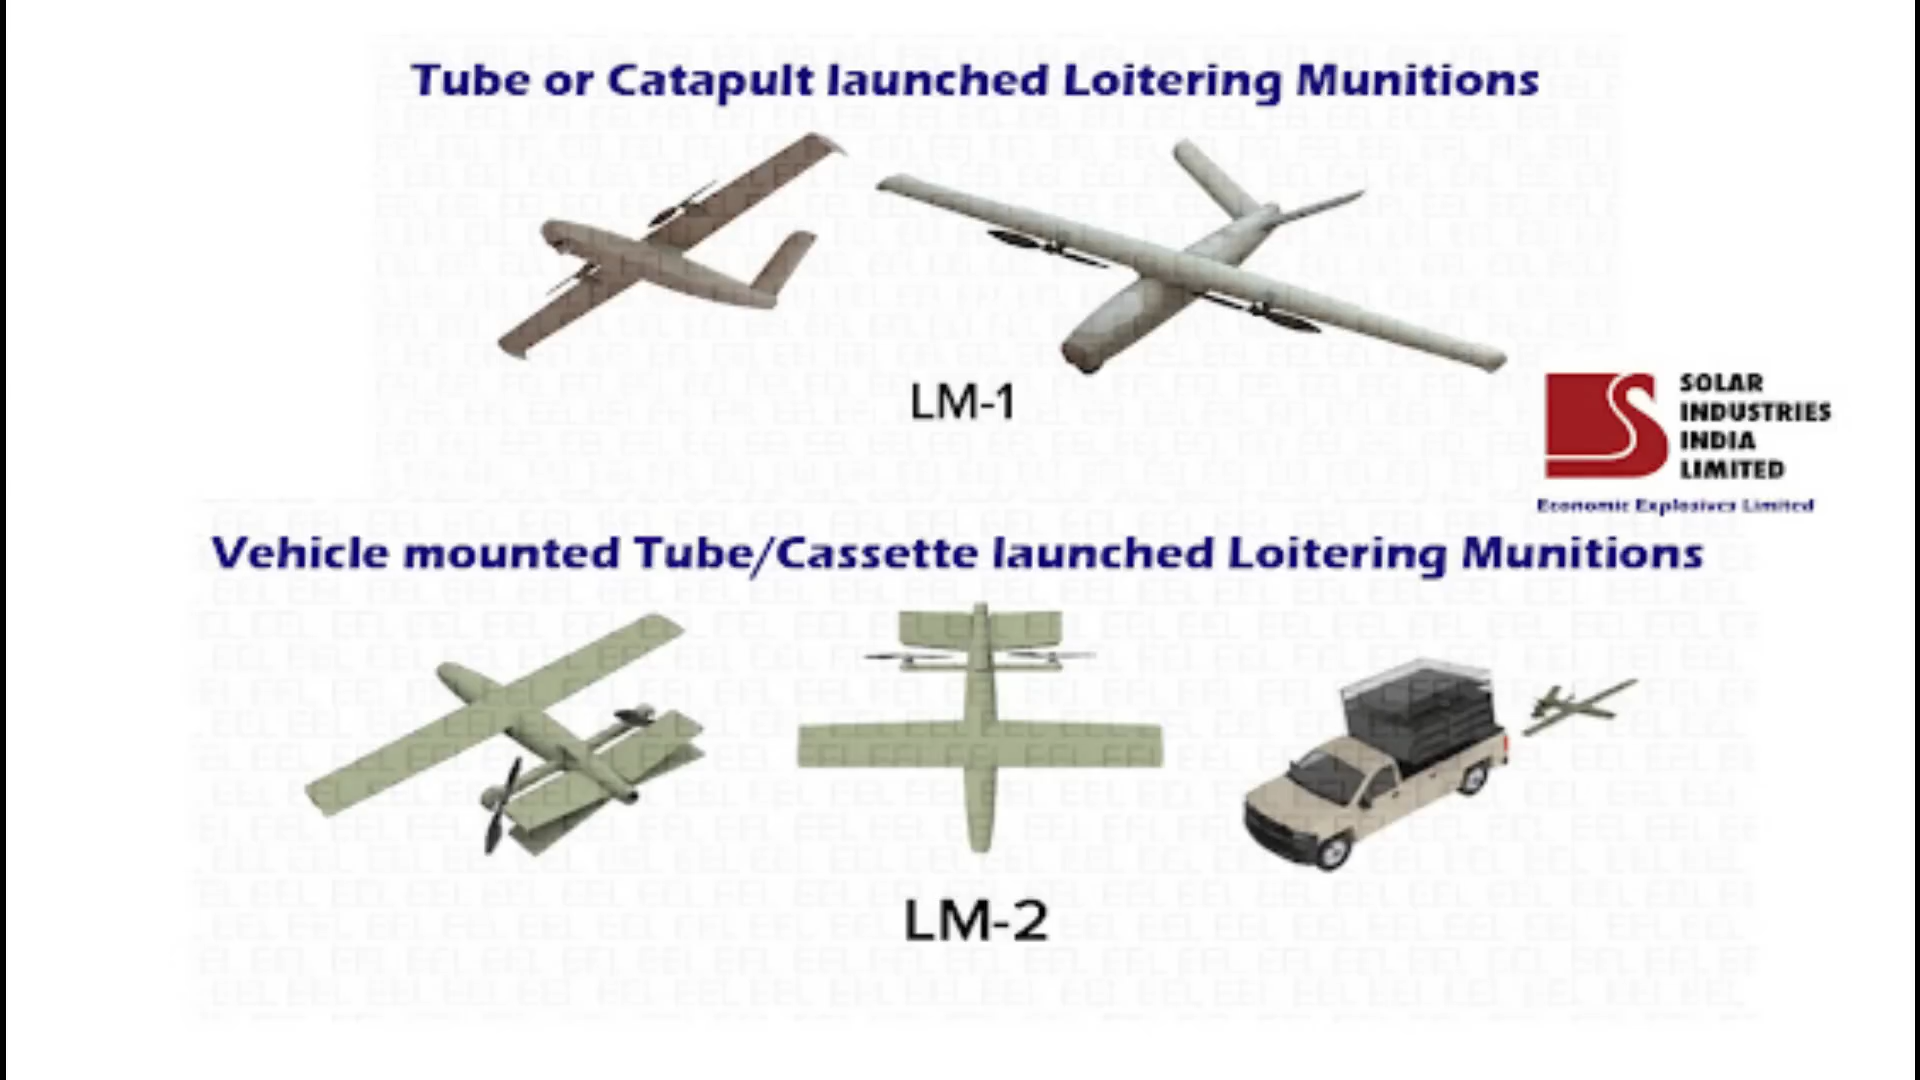 Tube or Catapult launched Loitering Munitions
LM-1
SOLAR
INDUSTRIES
INDIA
LIMITED
Economic Explosives Limited
Vehicle mounted Tube/Cassette launched Loitering Munitions
LM-2